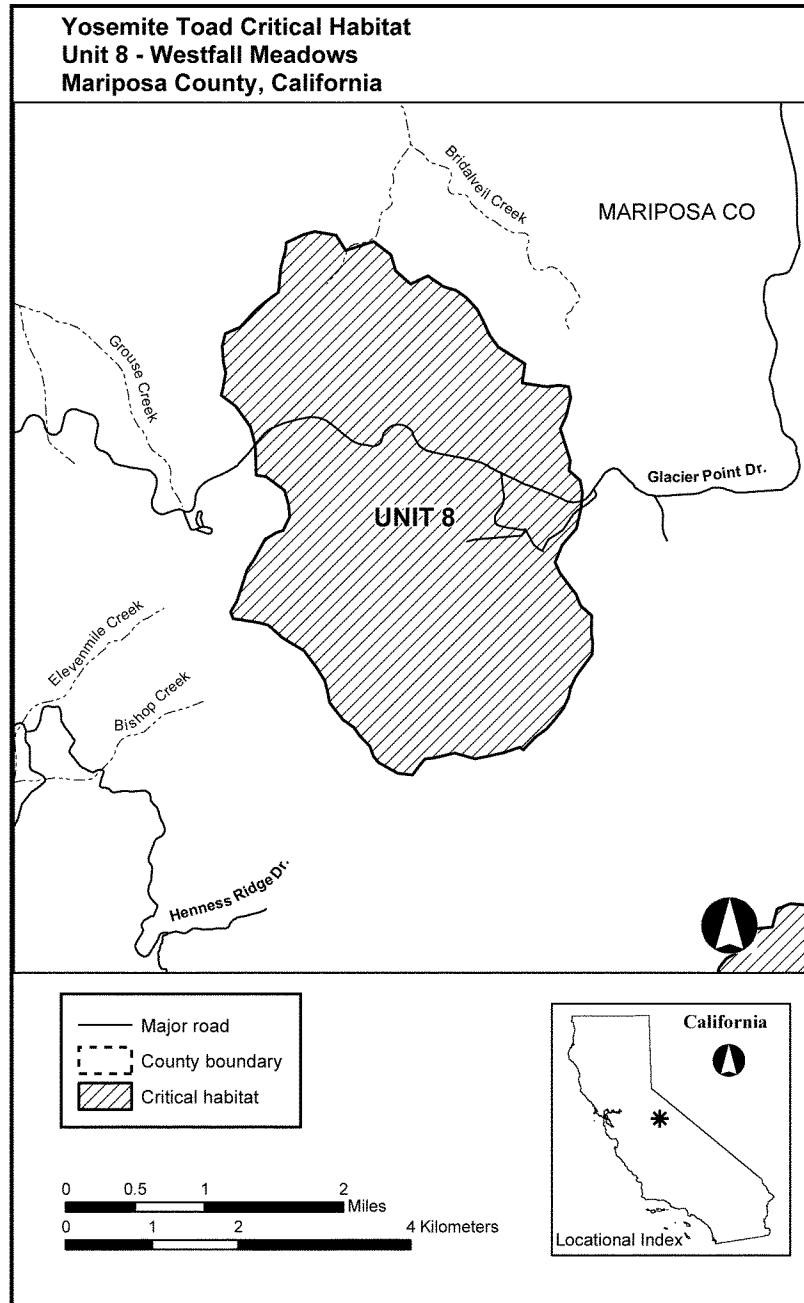 Yosemite Toad Critical Habitat
Unit 8 - Westfall Meadows
Mariposa County, California
Bridalveil Creek
MARIPOSA CO
Grouse Creek
Glacier Point Dr.
UNIT 8
Elevenmile Creek
Bishop Creek
Henness Ridge Dr.
Major road
County boundary
Critical habitat
California
Locational Index
0 0.5 1 2
Miles
0 1 2 4 Kilometers